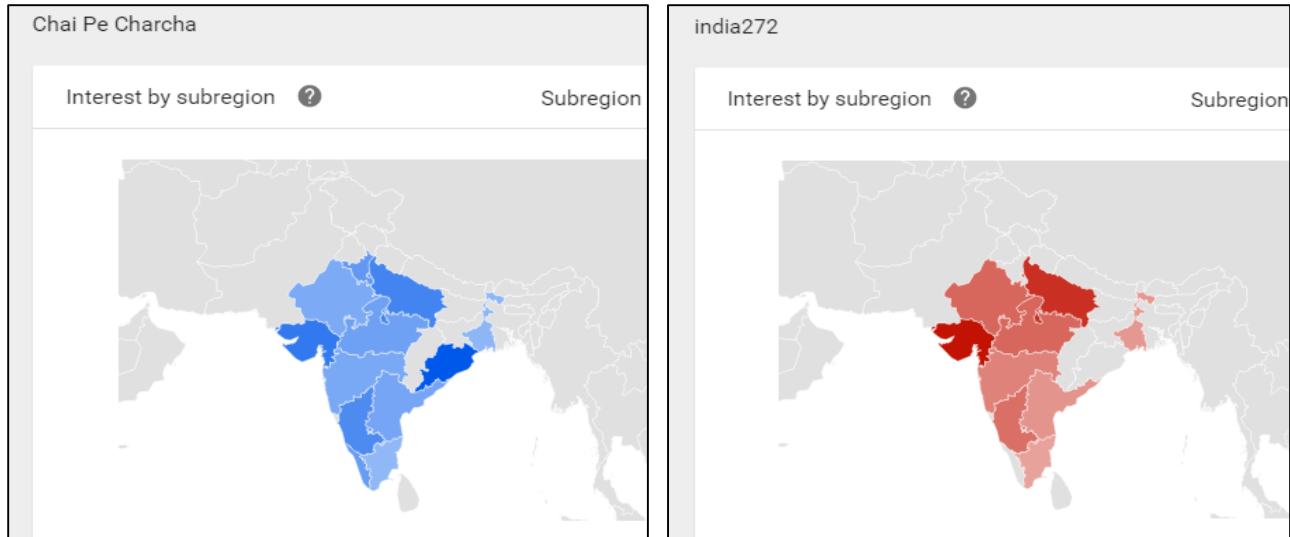 Chai Pe Charcha
Interest by subregion ? Subregion
india272
Interest by subregion ? Subregion